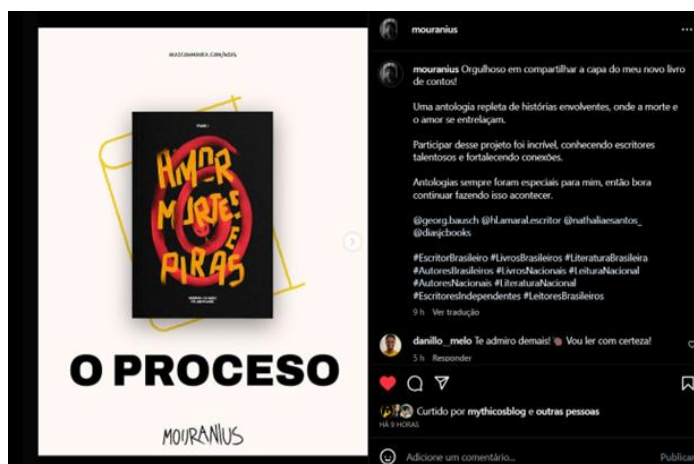 mouranius
mouranius Orgulhoso em compartilhar a capa do meu novo livro
de contos!
Uma antologia repleta de histórias envolventes, onde a morte e
o amor se entrelaçam.
Participar desse projeto foi incrível, conhecendo escritores
talentosos e fortalecendo conexões.
Antologias sempre foram especiais para mim, então bora
continuar fazendo isso acontecer.
@georg.bausch @hl.amaral.escritor @nathaliaesantos_
@diasjcbooks
#EscritorBrasileiro #LivrosBrasileiros #LiteraturaBrasileira
#AutoresBrasileiros #LivrosNacionais #LeituraNacional
#AutoresNacionais #LiteraturaNacional
#EscritoresIndependentes #LeitoresBrasileiros
9 h Ver tradução
danillo_melo Te admiro demais! Vou ler com certeza!
5 h Responder
Curtido por mythicosblog e outras pessoas
HÁ 9 HORAS
Adicione um comentário... Publicar
AMOR
MORTES
E
PIRAS
O PROCESO
MOURANIUS